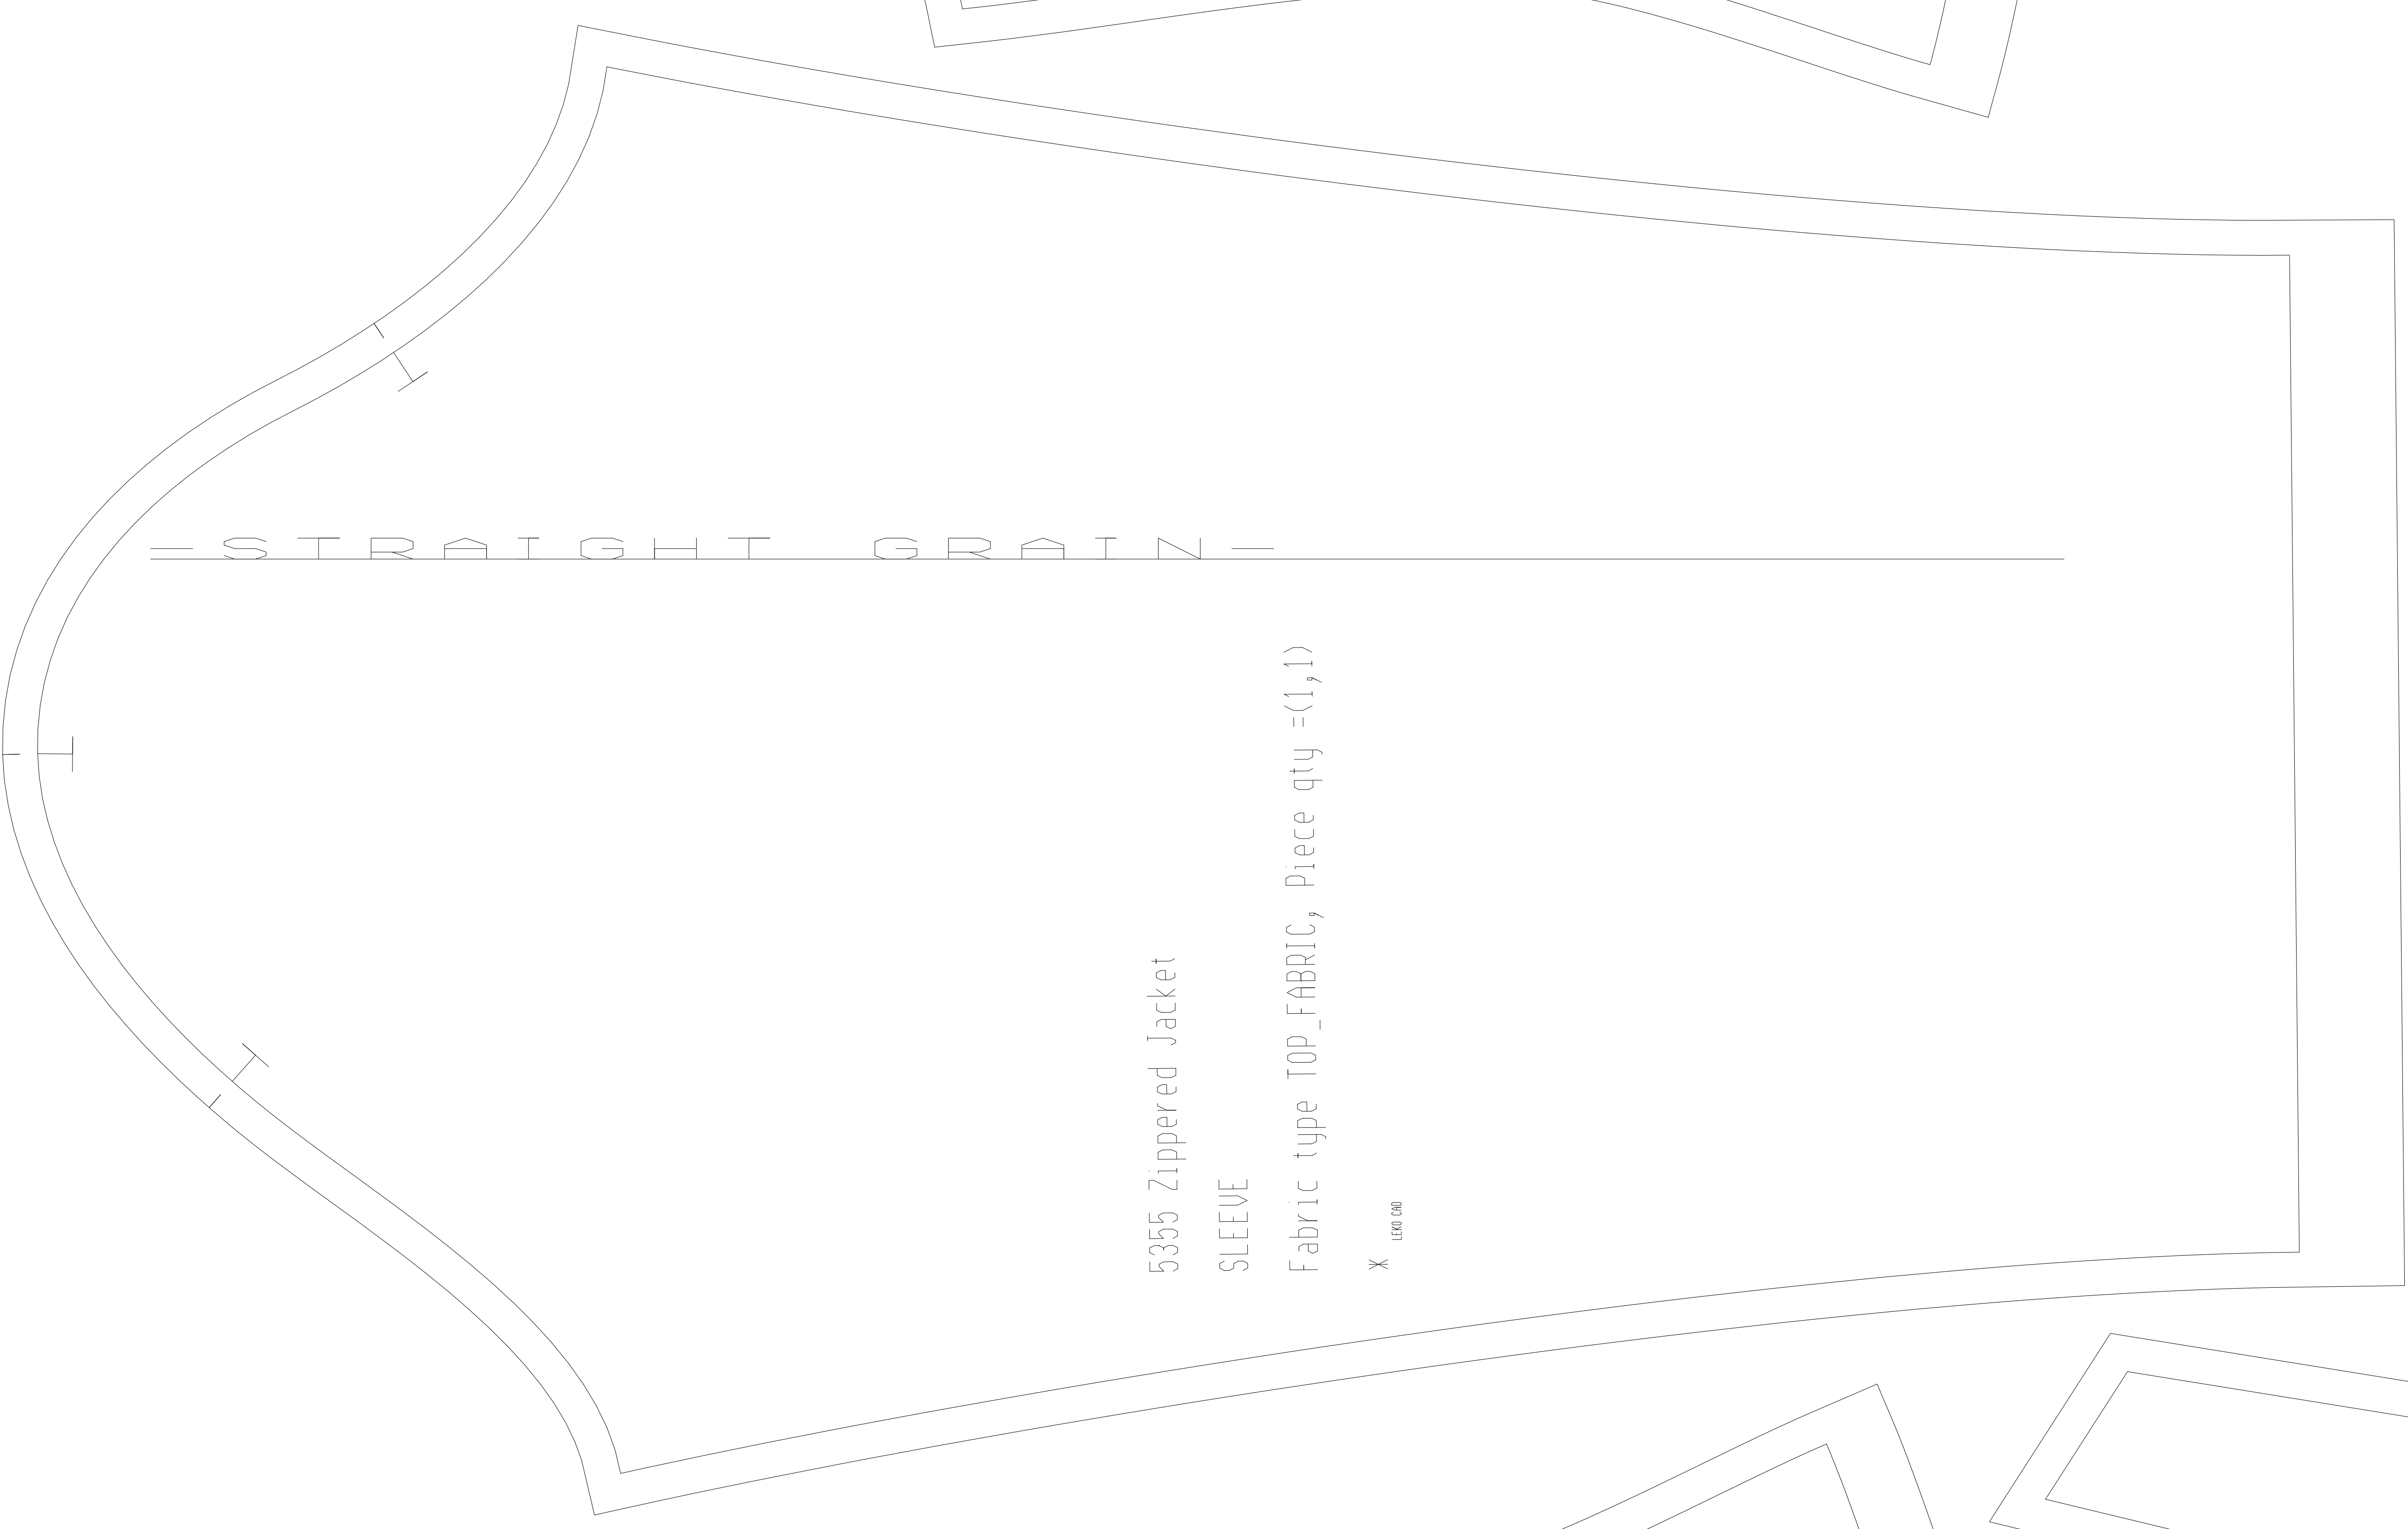 -STRAIGHT GRAIN-
5355 Zippered Jacket
SLEEVE
Fabric type TOP_FABRIC, Piece qty =(1,1)
*
LEKO CAD